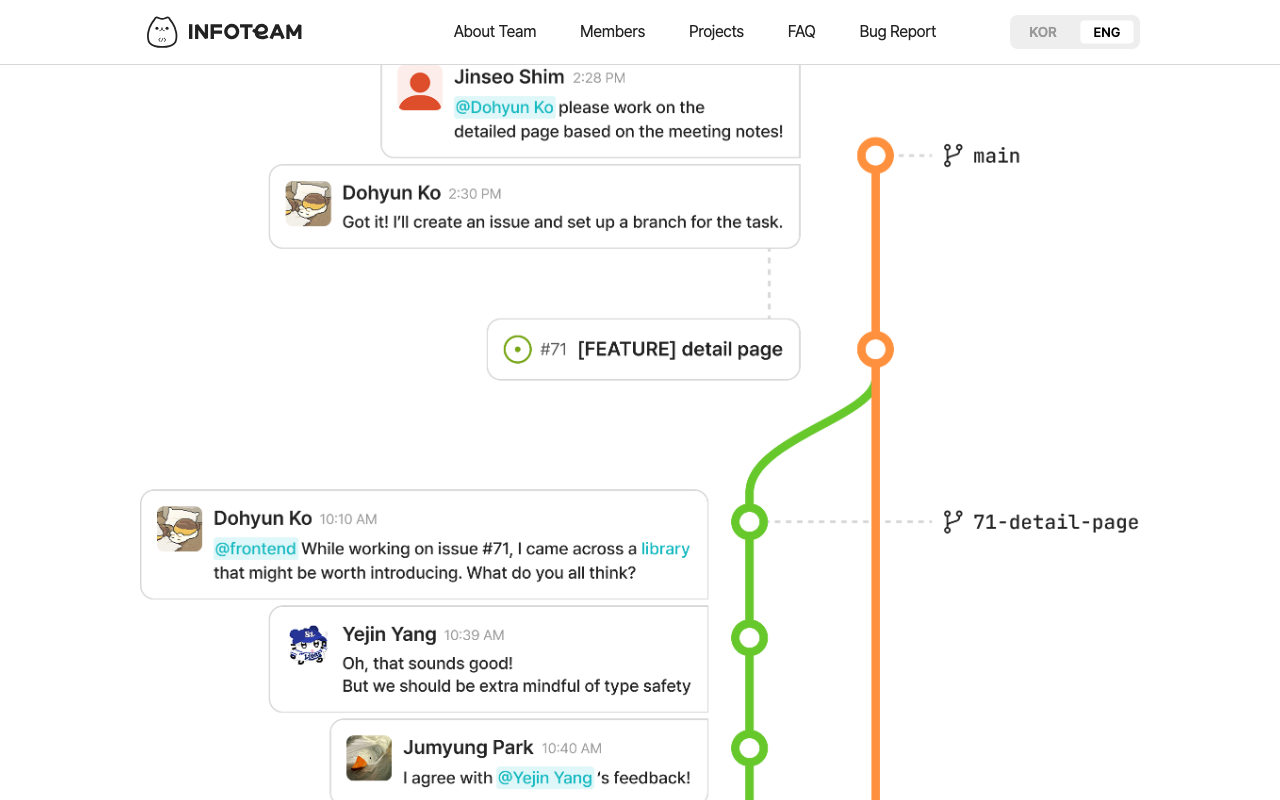 INFOTEAM
About Team
Members
Projects
FAQ
Bug Report
KOR
ENG
Jinseo Shim 2:28 PM
@Dohyun Ko please work on the
detailed page based on the meeting notes!
main
Dohyun Ko 2:30 PM
Got it! I’ll create an issue and set up a branch for the task.
#71 [FEATURE] detail page
Dohyun Ko 10:10 AM
71-detail-page
@frontend While working on issue #71, I came across a library
that might be worth introducing. What do you all think?
Yejin Yang 10:39 AM
Oh, that sounds good!
But we should be extra mindful of type safety
Jumyung Park 10:40 AM
I agree with @Yejin Yang ‘s feedback!